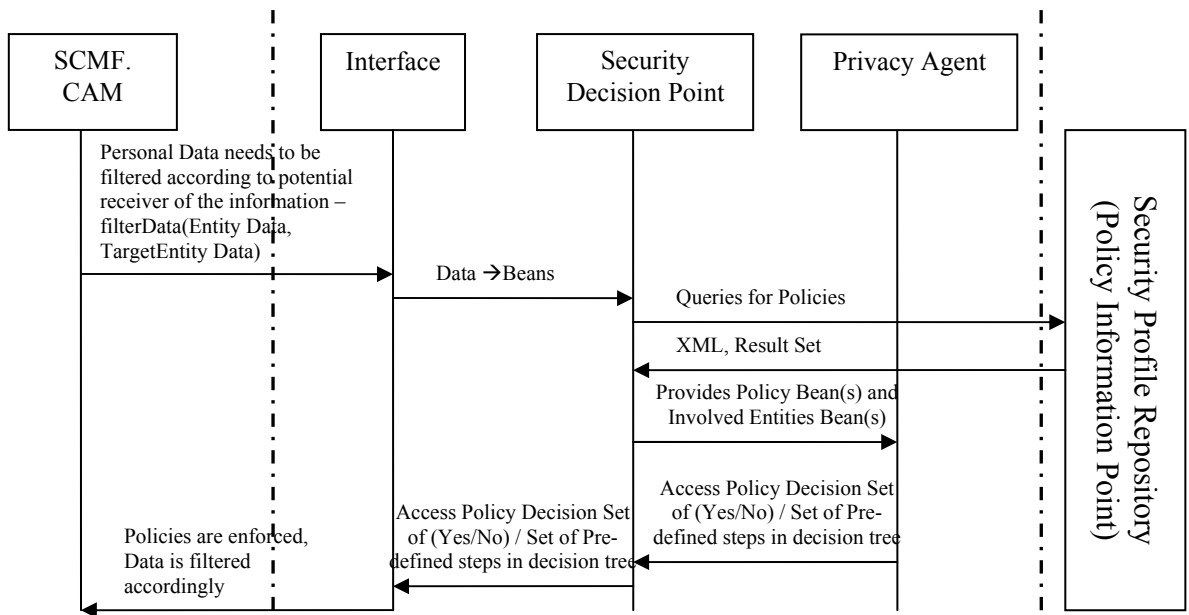 SCMF.
CAM
Interface
Security
Decision Point
Privacy Agent
Security Profile Repository
(Policy Information Point)
Personal Data needs to be
filtered according to potential
receiver of the information –
filterData(Entity Data,
TargetEntity Data)
Data →Beans
Queries for Policies
XML, Result Set
Provides Policy Bean(s) and
Involved Entities Bean(s)
Access Policy Decision Set
of (Yes/No) / Set of Pre-
defined steps in decision tree
Access Policy Decision Set
of (Yes/No) / Set of Pre-
defined steps in decision tree
Policies are enforced,
Data is filtered
accordingly